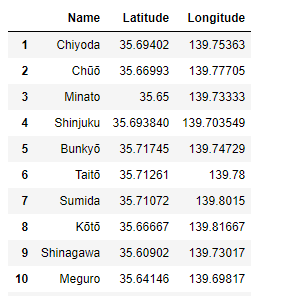 Name Latitude Longitude
1 Chiyoda 35.69402 139.75363
2 Chūō 35.66993 139.77705
3 Minato 35.65 139.73333
4 Shinjuku 35.693840 139.703549
5 Bunkyō 35.71745 139.74729
6 Taitō 35.71261 139.78
7 Sumida 35.71072 139.8015
8 Kōtō 35.66667 139.81667
9 Shinagawa 35.60902 139.73017
10 Meguro 35.64146 139.69817